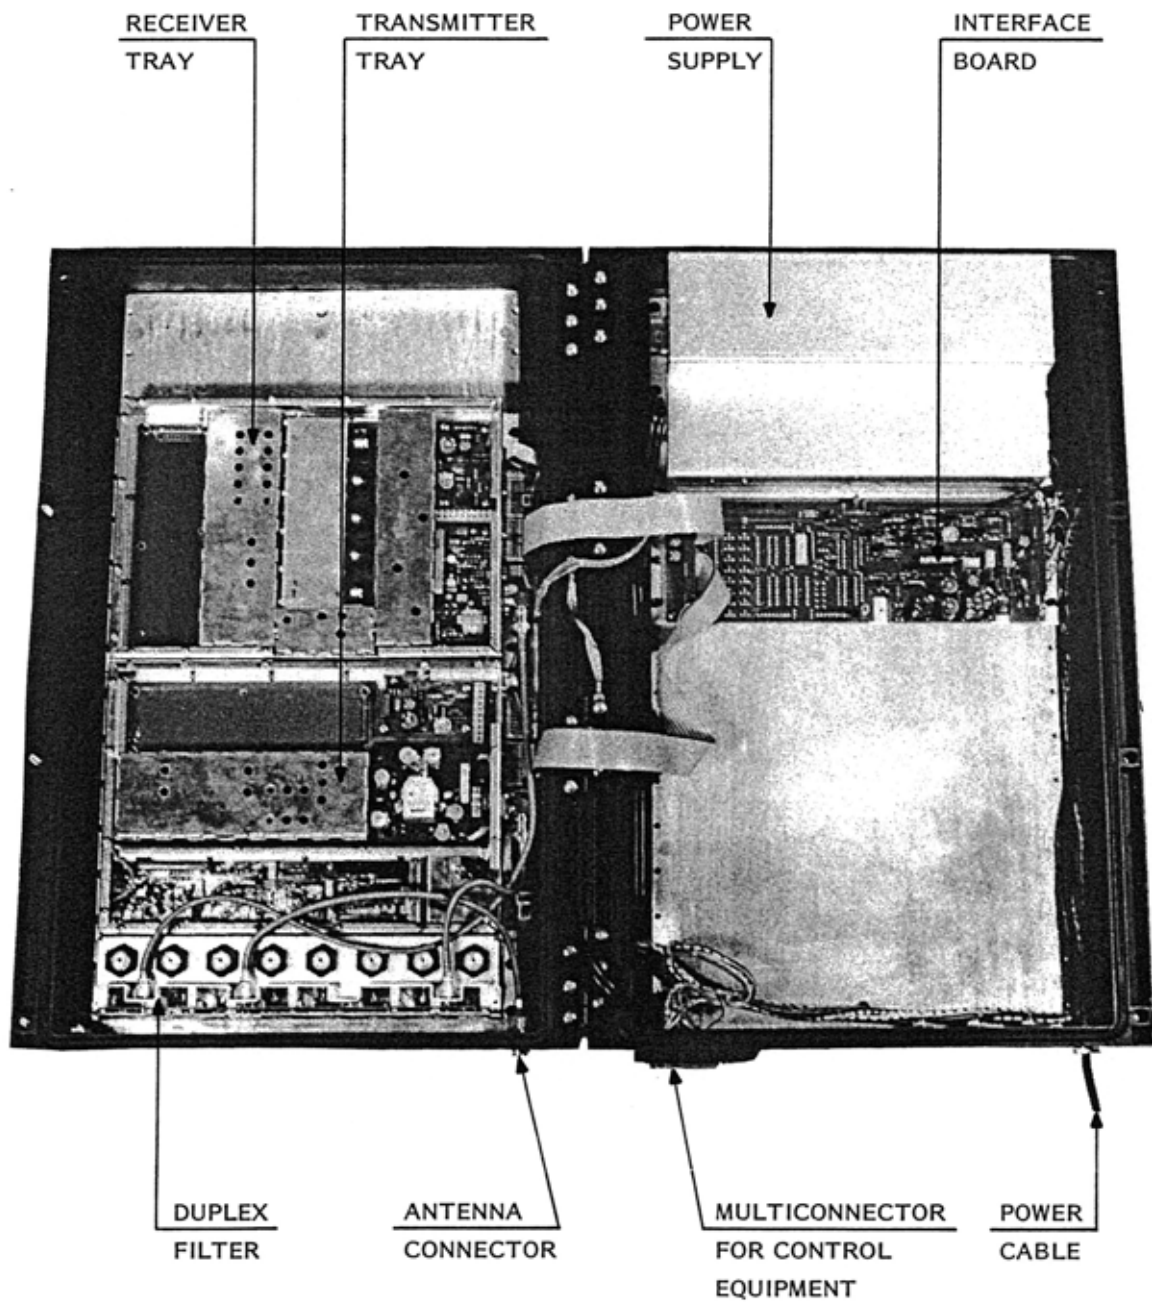 RECEIVER
TRAY
TRANSMITTER
TRAY
POWER
SUPPLY
INTERFACE
BOARD
DUPLEX
FILTER
ANTENNA
CONNECTOR
MULTICONNECTOR
FOR CONTROL
EQUIPMENT
POWER
CABLE